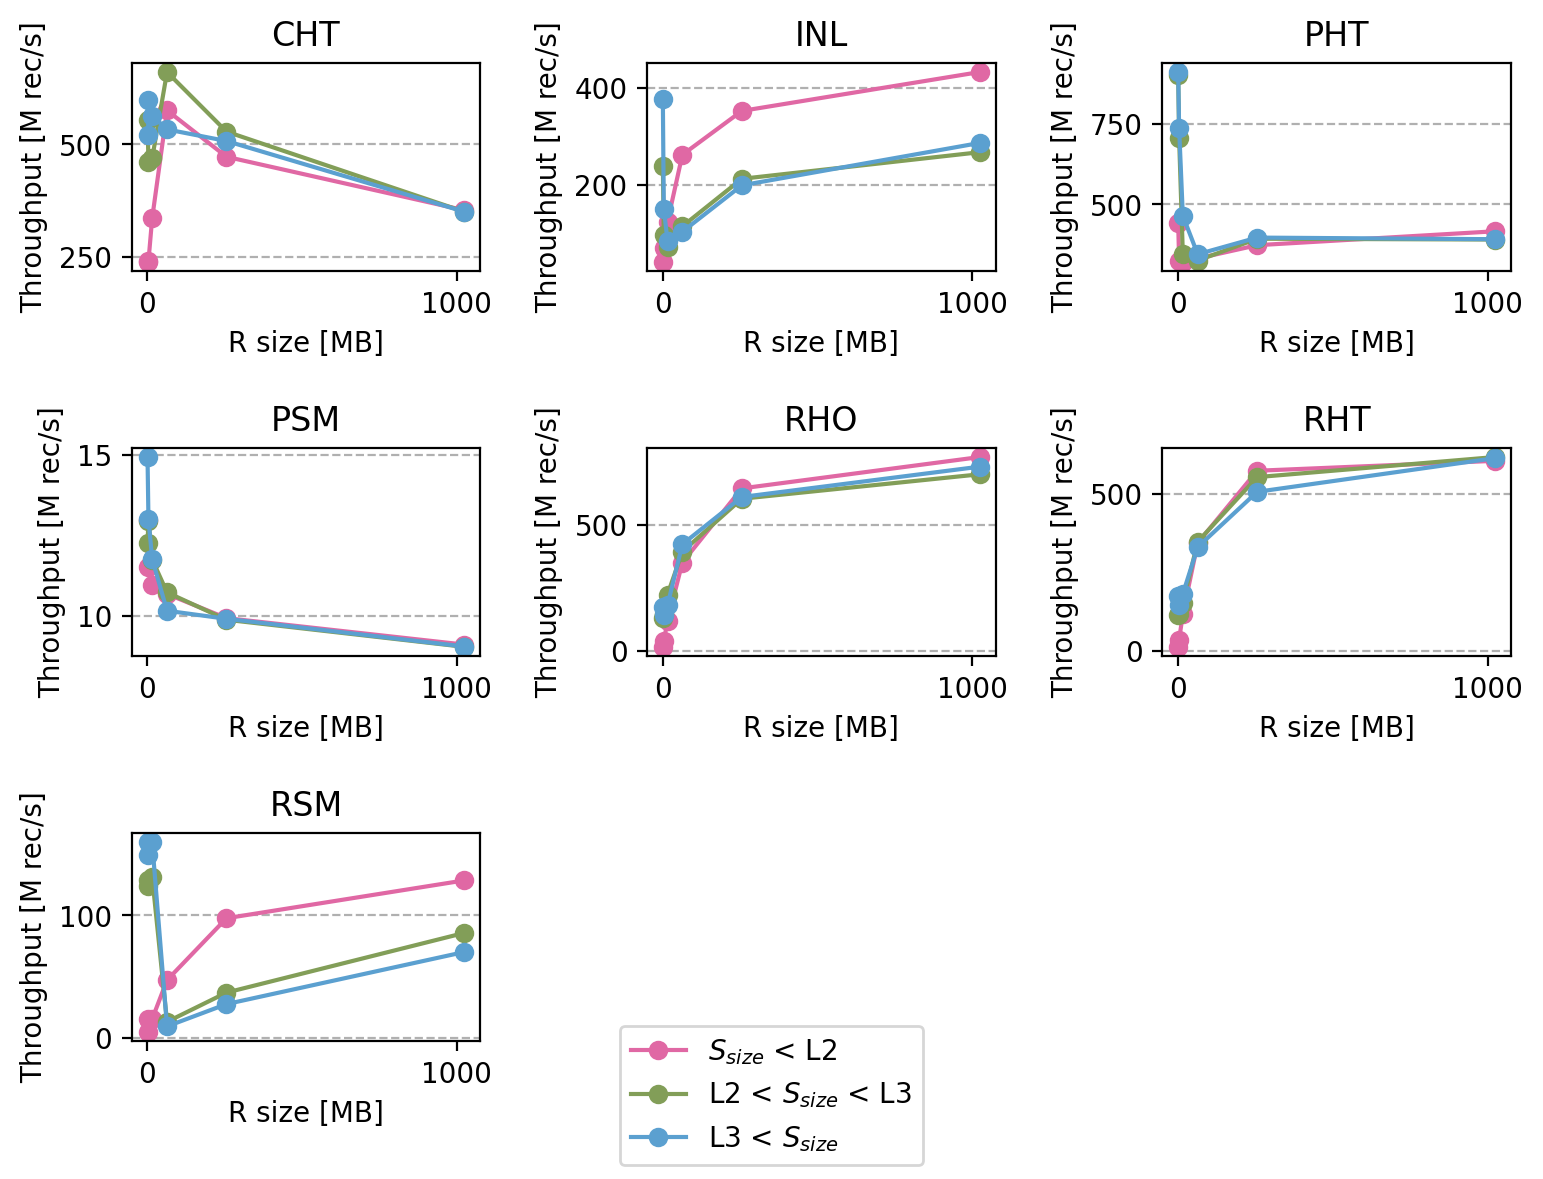 CHT
Throughput [M rec/s]
500
250
0 1000
R size [MB]
INL
Throughput [M rec/s]
400
200
0 1000
R size [MB]
PHT
Throughput [M rec/s]
750
500
0 1000
R size [MB]
PSM
Throughput [M rec/s]
15
10
0 1000
R size [MB]
RHO
Throughput [M rec/s]
500
0
0 1000
R size [MB]
RHT
Throughput [M rec/s]
500
0
0 1000
R size [MB]
RSM
Throughput [M rec/s]
100
0
0 1000
R size [MB]
S_size < L2
L2 < S_size < L3
L3 < S_size